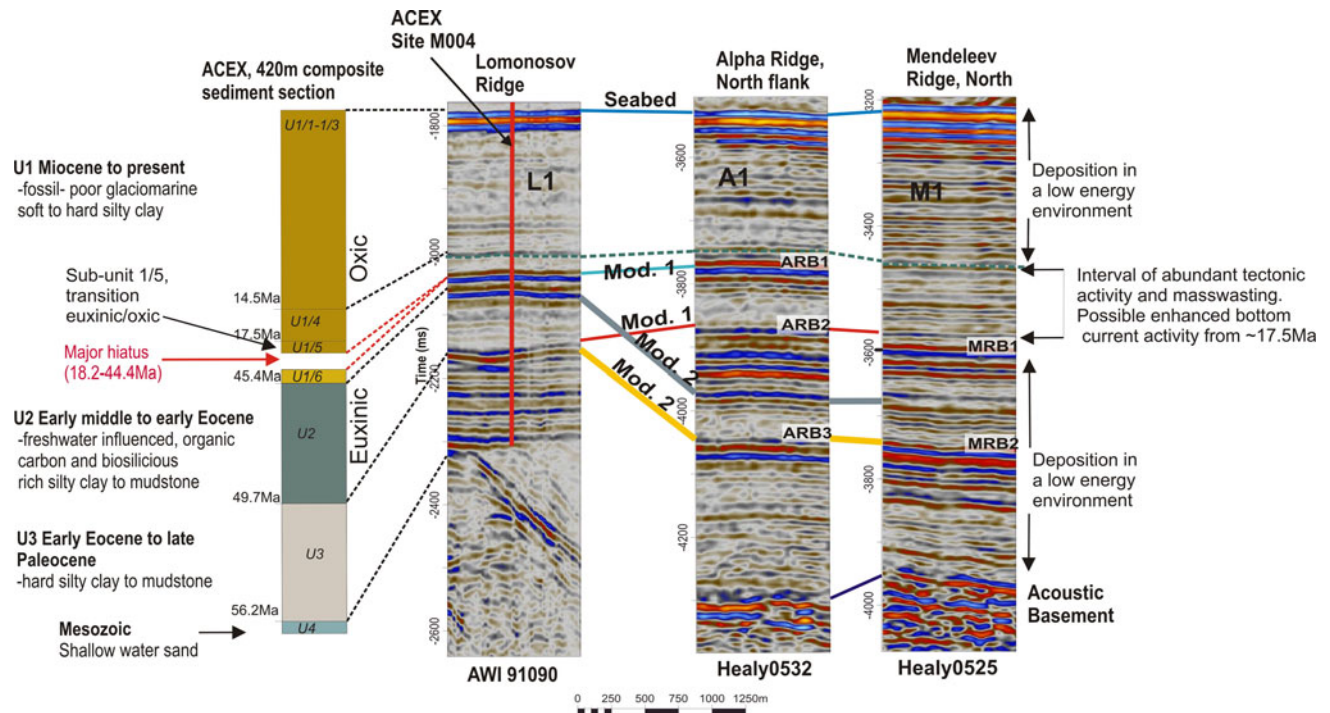 ACEX
Site M004
ACEX, 420m composite
sediment section
Lomonosov
Ridge
Alpha Ridge,
North flank
Mendeleev
Ridge, North
Seabed
U1/1-1/3
-1800
-3200
-3600
L1
A1
M1
Deposition in
a low energy
environment
U1 Miocene to present
-fossil- poor glaciomarine
soft to hard silty clay
Oxic
-3400
Sub-unit 1/5,
transition
euxinic/oxic
14.5Ma
U1/4
17.5Ma
U1/5
Major hiatus
(18.2-44.4Ma)
45.4Ma
U1/6
Mod. 1
ARB1
-3800
Interval of abundant tectonic
activity and masswasting.
Possible enhanced bottom
current activity from ~17.5Ma
Mod. 1
ARB2
MRB1
-3600
Time (ms)
-2200
Mod. 2
Mod. 2
-4000
ARB3
MRB2
U2 Early middle to early Eocene
-freshwater influenced, organic
carbon and biosilicious
rich silty clay to mudstone
U2
Euxinic
Deposition in
a low energy
environment
-3800
49.7Ma
-2400
U3 Early Eocene to late
Paleocene
-hard silty clay to mudstone
U3
-4200
56.2Ma
U4
Mesozoic
Shallow water sand
-2600
-4000
Acoustic
Basement
AWI 91090
Healy0532
Healy0525
0 250 500 750 1000 1250m